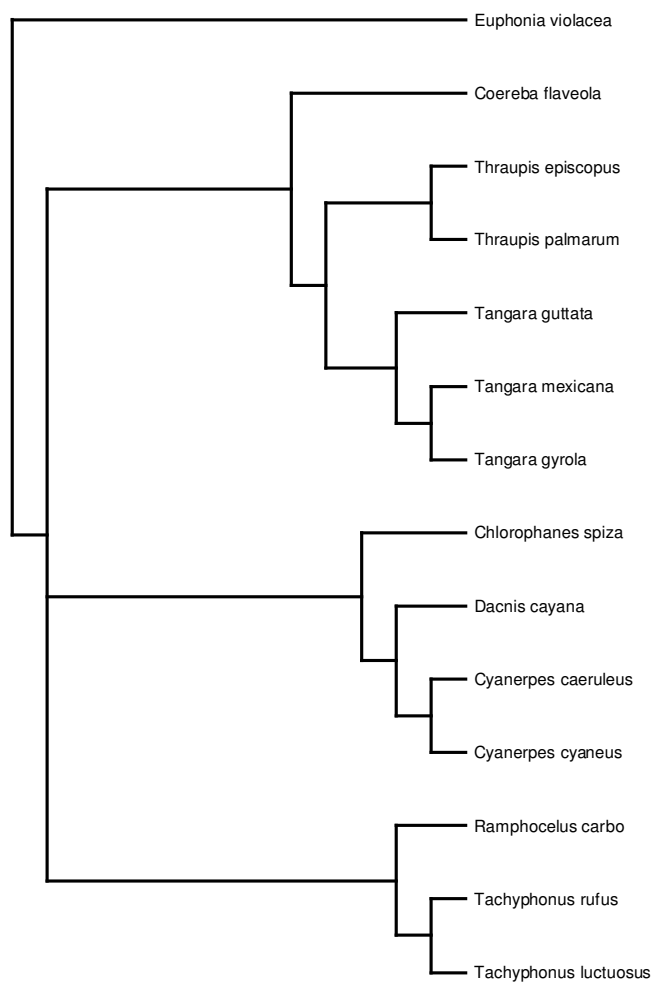 Euphonia violacea
Coereba flaveola
Thraupis episcopus
Thraupis palmarum
Tangara guttata
Tangara mexicana
Tangara gyrola
Chlorophanes spiza
Dacnis cayana
Cyanerpes caeruleus
Cyanerpes cyaneus
Ramphocelus carbo
Tachyphonus rufus
Tachyphonus luctuosus